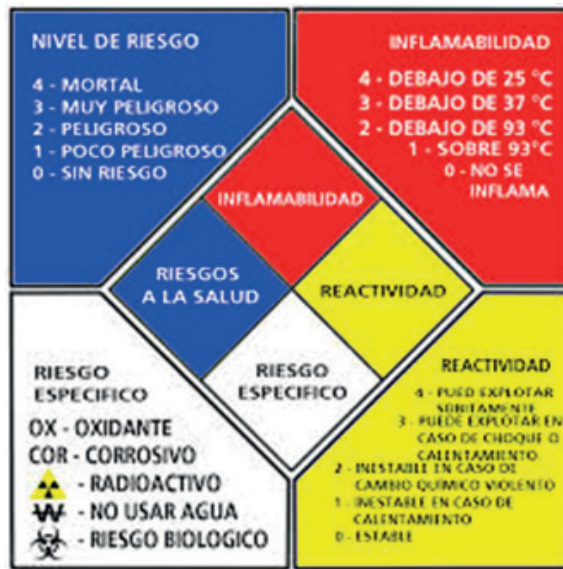 NIVEL DE RIESGO
4 - MORTAL
3 - MUY PELIGROSO
2 - PELIGROSO
1 - POCO PELIGROSO
0 - SIN RIESGO
INFLAMABILIDAD
4 - DEBAJO DE 25 °C
3 - DEBAJO DE 37 °C
2 - DEBAJO DE 93 °C
1 - SOBRE 93°C
0 - NO SE
INFLAMA
INFLAMABILIDAD
RIESGOS
A LA SALUD
REACTIVIDAD
RIESGO
ESPECIFICO
RIESGO
ESPECIFICO
OX - OXIDANTE
COR - CORROSIVO
- RADIOACTIVO
W - NO USAR AGUA
- RIESGO BIOLOGICO
REACTIVIDAD
4 - PUED EXPLOTAR
SUBITAMENTE
3 - PUEDE EXPLOTAR EN
CASO DE CHOQUE O
CALENTAMIENTO
2 - INESTABLE EN CASO DE
CAMBIO QUÍMICO VIOLENTO
1 - INESTABLE EN CASO DE
CALENTAMIENTO
0 - ESTABLE